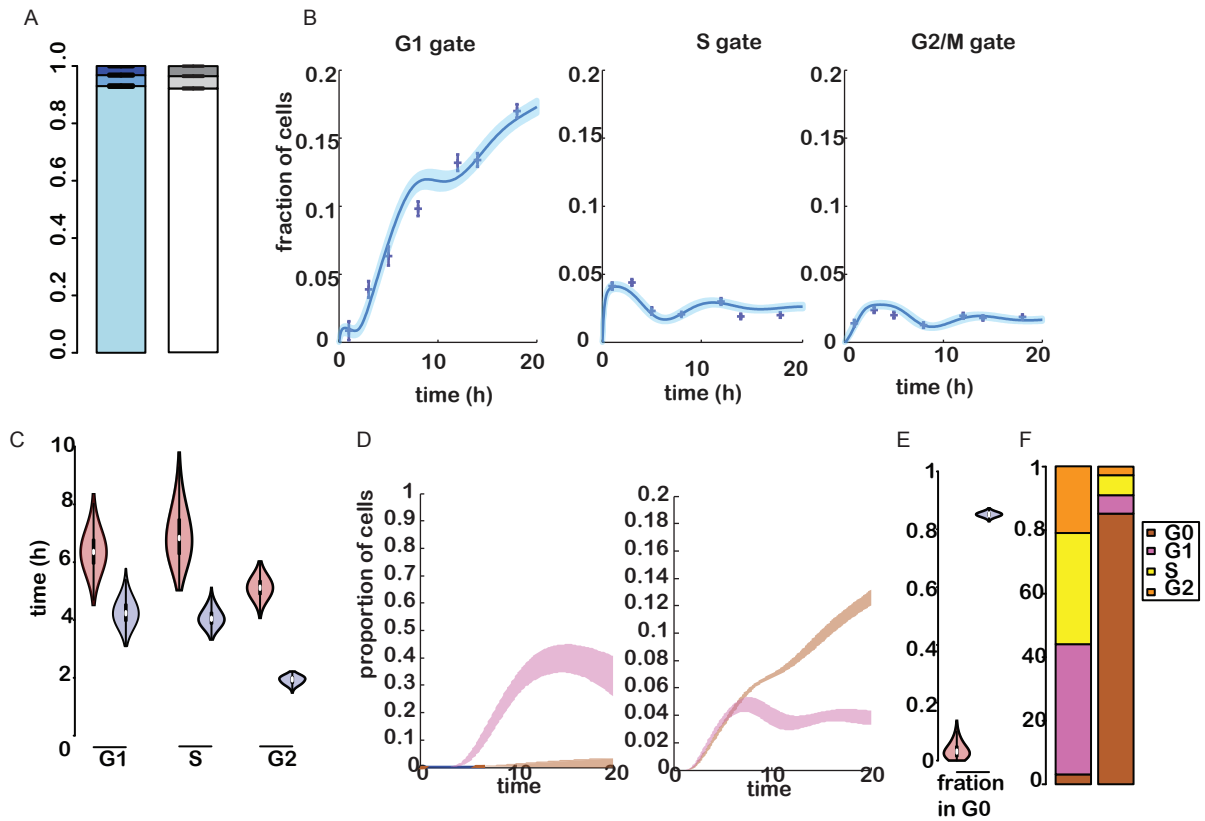 A
1.0
0.8
0.6
0.4
0.2
0.0
B
G1 gate
S gate
G2/M gate
fraction of cells
0.2
0.15
0.1
0.05
0
0
10
20
time (h)
0.2
0.15
0.1
0.05
0
0
10
20
time (h)
0.2
0.15
0.1
0.05
0
0
10
20
time (h)
C
time (h)
10
8
6
4
2
0
G1
S
G2
D
proportion of cells
1
0.9
0.8
0.7
0.6
0.5
0.4
0.3
0.2
0.1
0
0
time
20
0.2
0.18
0.16
0.14
0.12
0.1
0.08
0.06
0.04
0.02
0
0
10
20
time
E
1
0.8
0.6
0.4
0.2
0
fration
in G0
F
1
0.8
60
40
20
0
G0
G1
S
G2